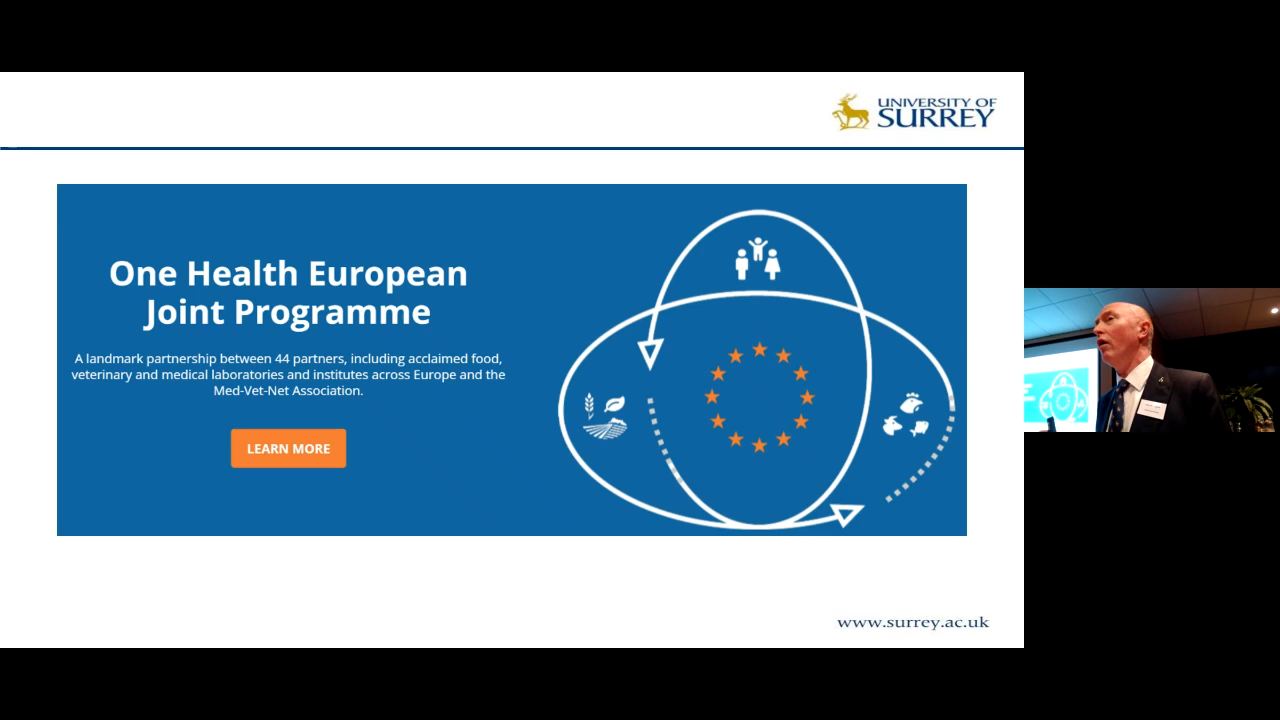 UNIVERSITY OF
SURREY
One Health European
Joint Programme
A landmark partnership between 44 partners, including acclaimed food,
veterinary and medical laboratories and institutes across Europe and the
Med-Vet-Net Association.
LEARN MORE
www.surrey.ac.uk